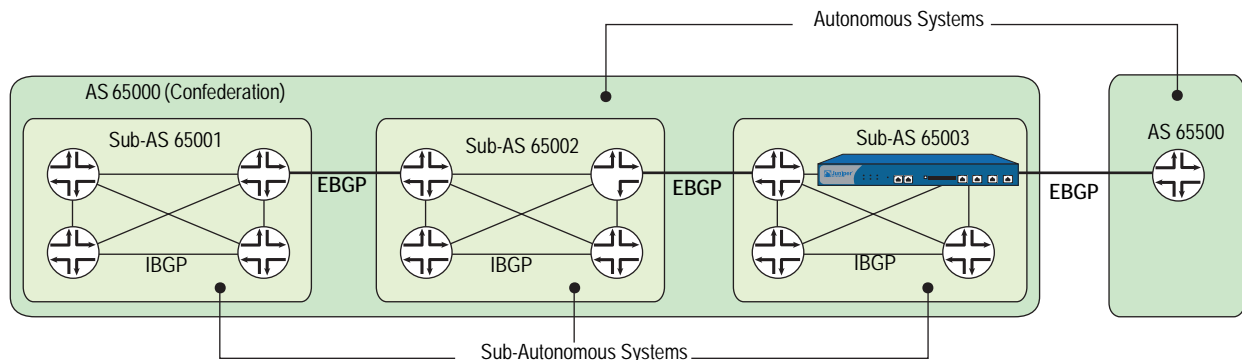 Autonomous Systems
AS 65000 (Confederation)
Sub-AS 65001
Sub-AS 65002
Sub-AS 65003
AS 65500
EBGP
EBGP
EBGP
IBGP
IBGP
IBGP
Sub-Autonomous Systems